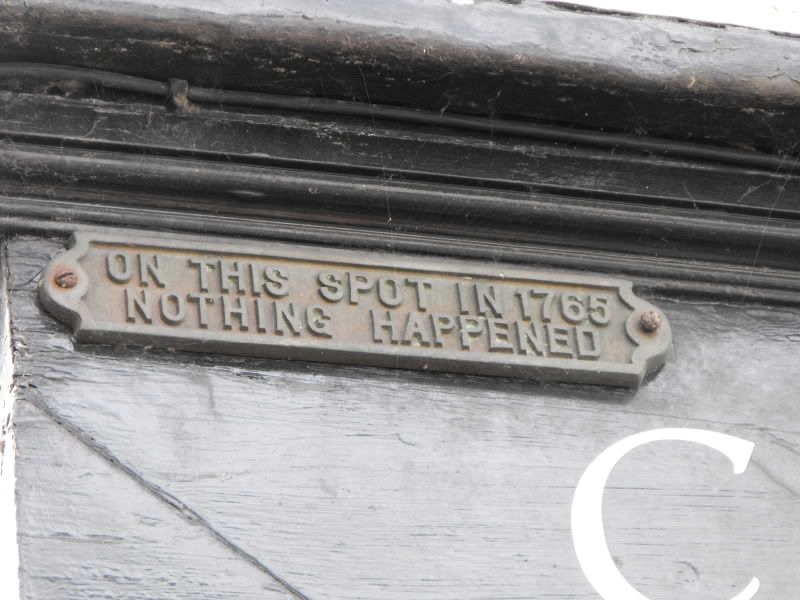 ON THIS SPOT IN 1765
NOTHING HAPPENED
C